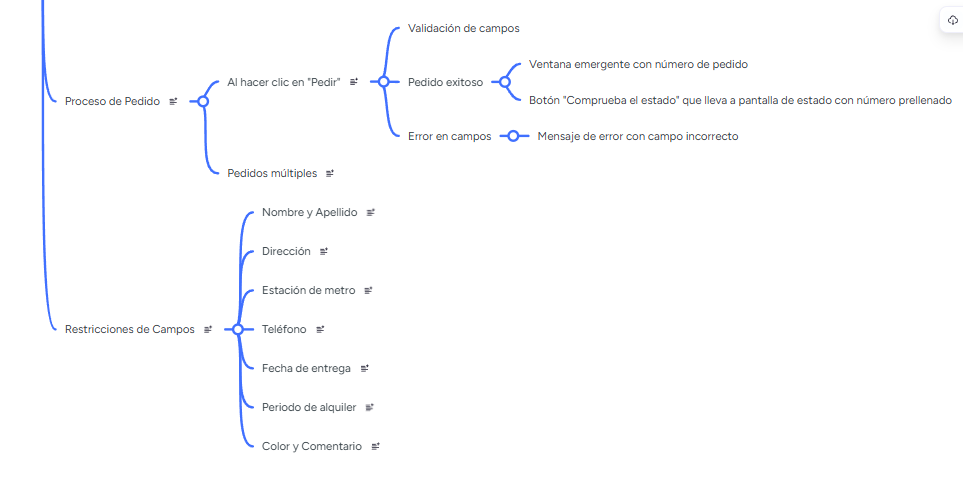 Validación de campos
Ventana emergente con número de pedido
Al hacer clic en "Pedir"
Pedido exitoso
Proceso de Pedido
Botón "Comprueba el estado" que lleva a pantalla de estado con número prellenado
Error en campos
Mensaje de error con campo incorrecto
Pedidos múltiples
Nombre y Apellido
Dirección
Estación de metro
Restricciones de Campos
Teléfono
Fecha de entrega
Periodo de alquiler
Color y Comentario